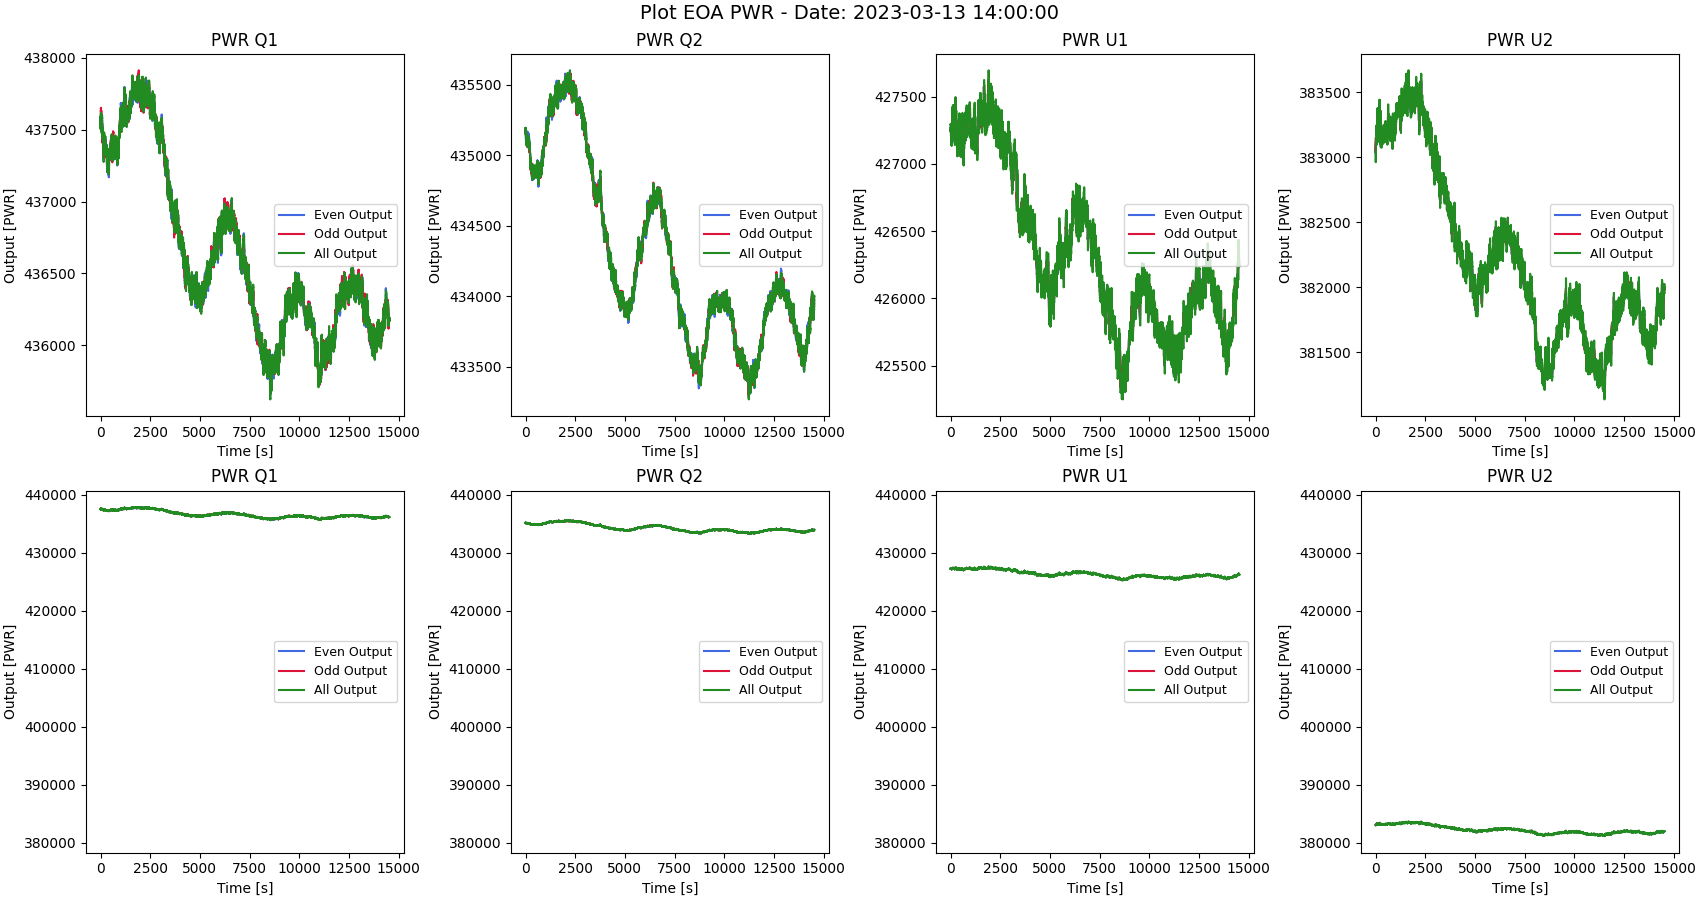 Plot EOA PWR - Date: 2023-03-13 14:00:00
PWR Q1
438000
437500
437000
436500
436000
Output [PWR]
0 2500 5000 7500 10000 12500 15000
Time [s]
Even Output
Odd Output
All Output
PWR Q2
435500
435000
434500
434000
433500
Output [PWR]
0 2500 5000 7500 10000 12500 15000
Time [s]
Even Output
Odd Output
All Output
PWR U1
427500
427000
426500
426000
425500
Output [PWR]
0 2500 5000 7500 10000 12500 15000
Time [s]
Even Output
Odd Output
All Output
PWR U2
383500
383000
382500
382000
381500
Output [PWR]
0 2500 5000 7500 10000 12500 15000
Time [s]
Even Output
Odd Output
All Output
PWR Q1
440000
430000
420000
410000
400000
390000
380000
Output [PWR]
0 2500 5000 7500 10000 12500 15000
Time [s]
Even Output
Odd Output
All Output
PWR Q2
440000
430000
420000
410000
400000
390000
380000
Output [PWR]
0 2500 5000 7500 10000 12500 15000
Time [s]
Even Output
Odd Output
All Output
PWR U1
440000
430000
420000
410000
400000
390000
380000
Output [PWR]
0 2500 5000 7500 10000 12500 15000
Time [s]
Even Output
Odd Output
All Output
PWR U2
440000
430000
420000
410000
400000
390000
380000
Output [PWR]
0 2500 5000 7500 10000 12500 15000
Time [s]
Even Output
Odd Output
All Output